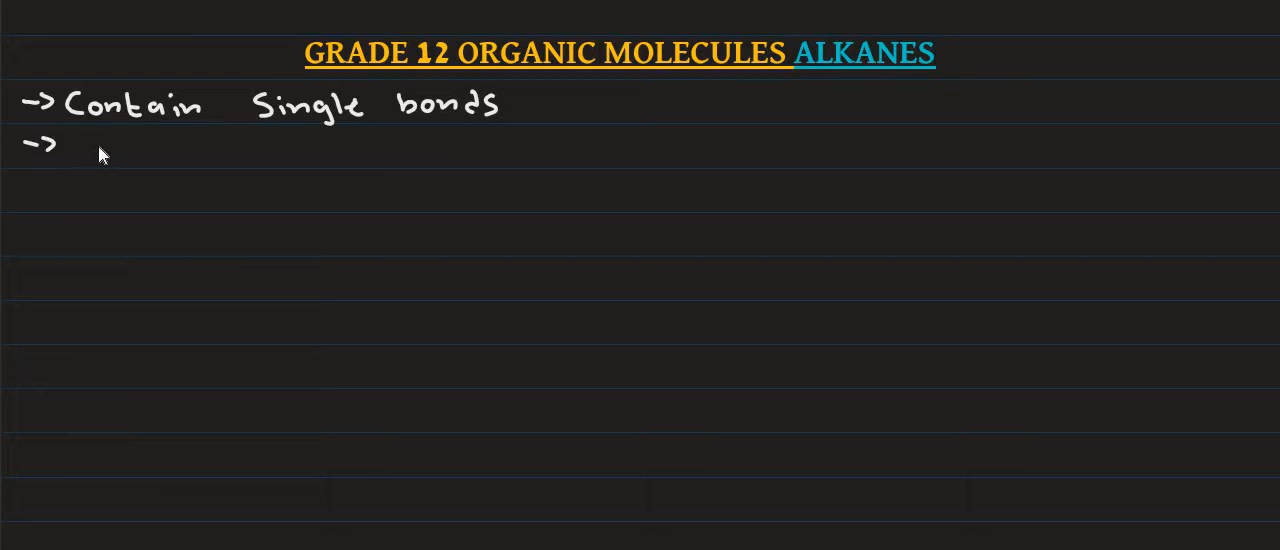 GRADE 12 ORGANIC MOLECULES ALKANES
-> Contain Single bonds
->